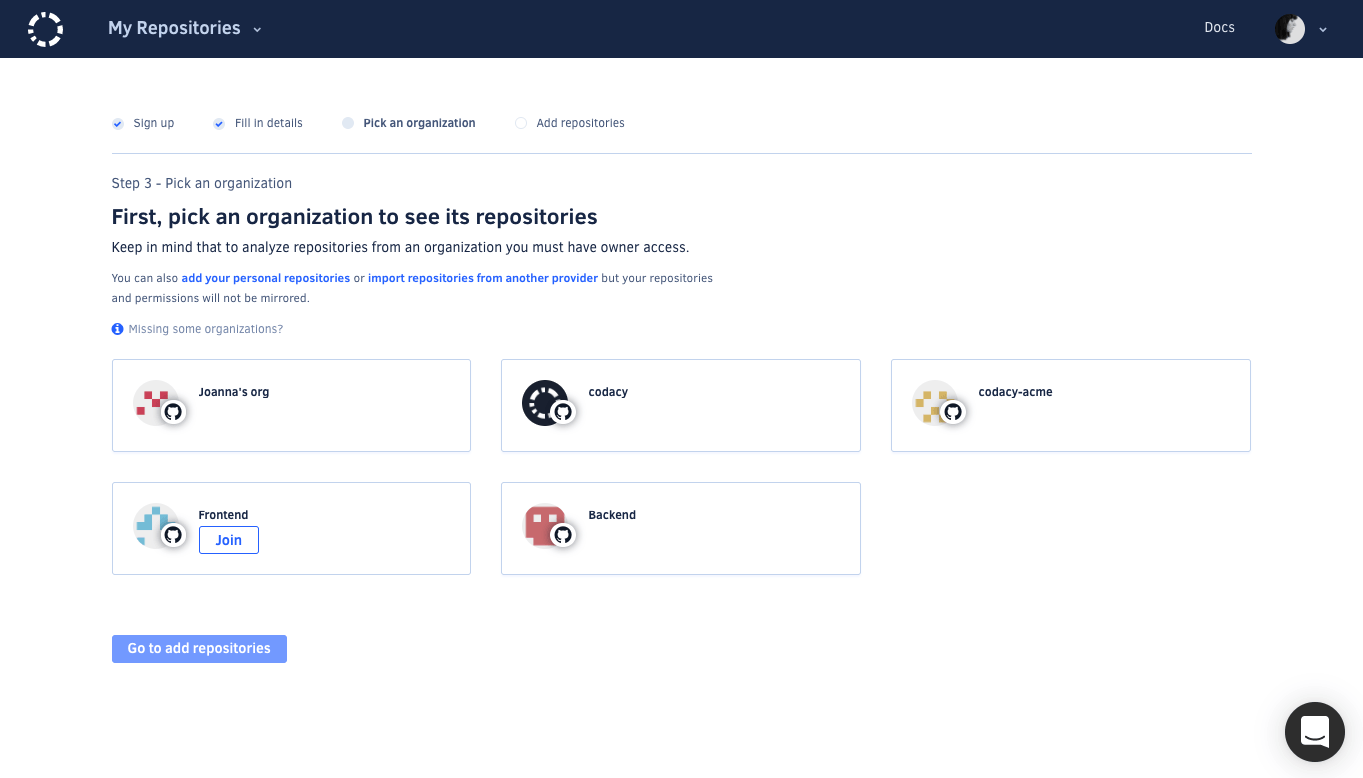 My Repositories
Docs
Sign up
Fill in details
Pick an organization
Add repositories
Step 3 - Pick an organization
First, pick an organization to see its repositories
Keep in mind that to analyze repositories from an organization you must have owner access.
You can also add your personal repositories or import repositories from another provider but your repositories
and permissions will not be mirrored.
Missing some organizations?
Joanna's org
codacy
codacy-acme
Frontend
Join
Backend
Go to add repositories